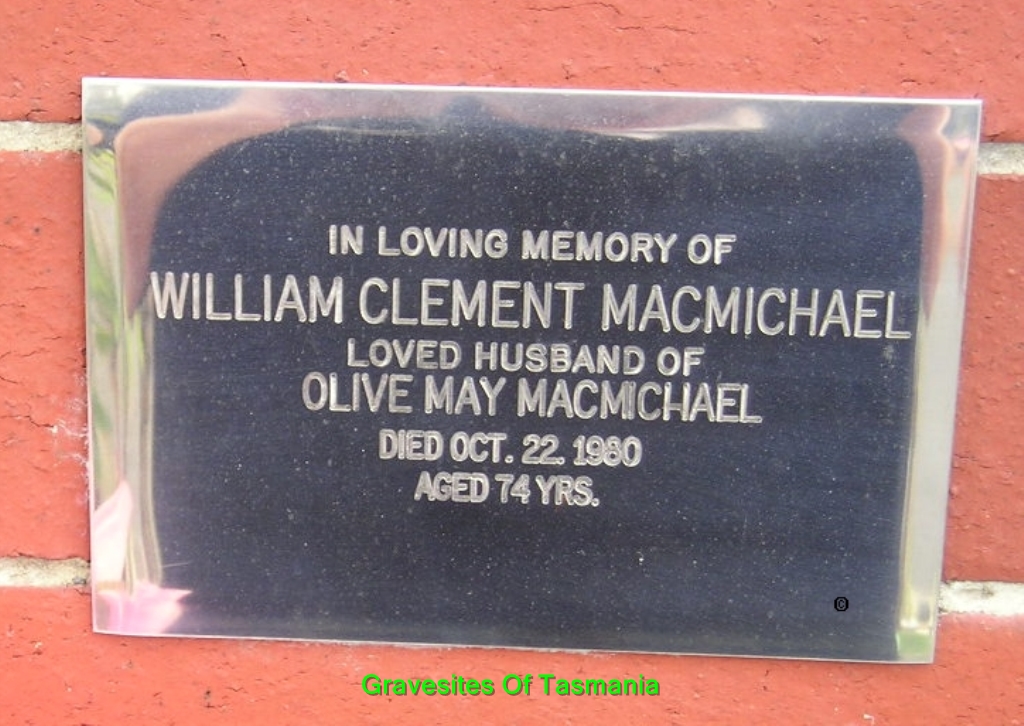 IN LOVING MEMORY OF
WILLIAM CLEMENT MACMICHAEL
LOVED HUSBAND OF
OLIVE MAY MACMICHAEL
DIED OCT. 22. 1980
AGED 74 YRS.
©
Gravesites Of Tasmania